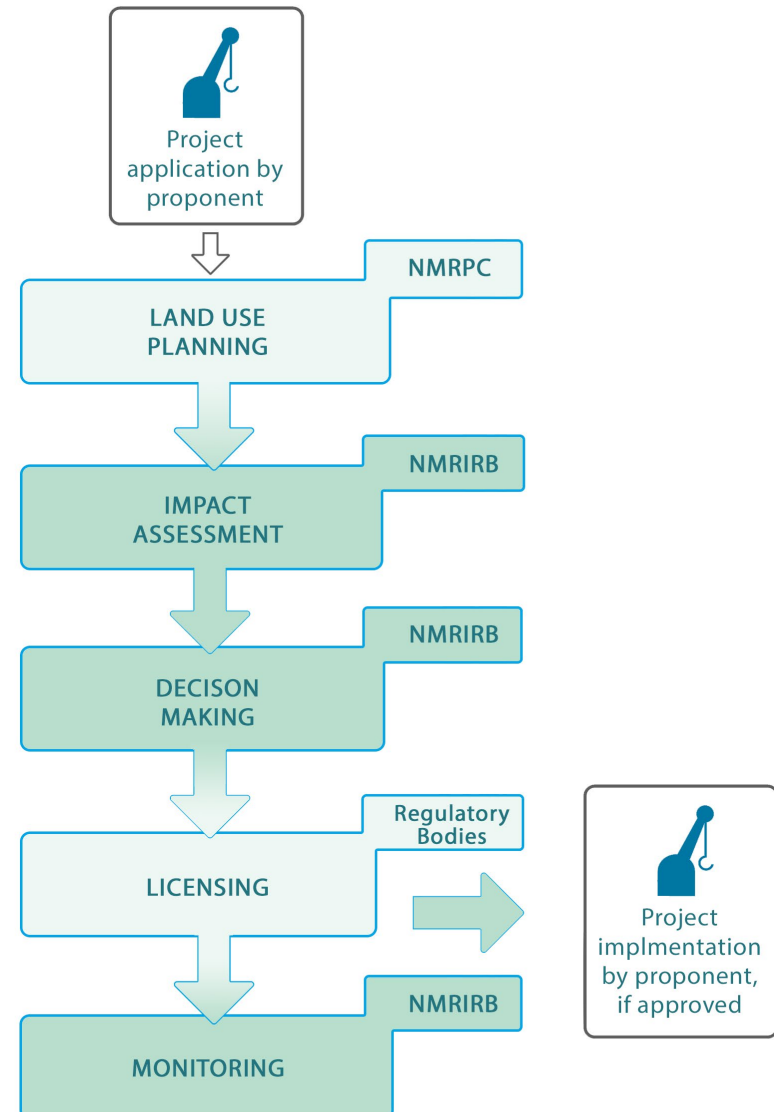 Project
application by
proponent
NMRPC
LAND USE
PLANNING
NMRIRB
IMPACT
ASSESSMENT
NMRIRB
DECISON
MAKING
Regulatory
Bodies
LICENSING
Project
implmentation
by proponent,
if approved
NMRIRB
MONITORING